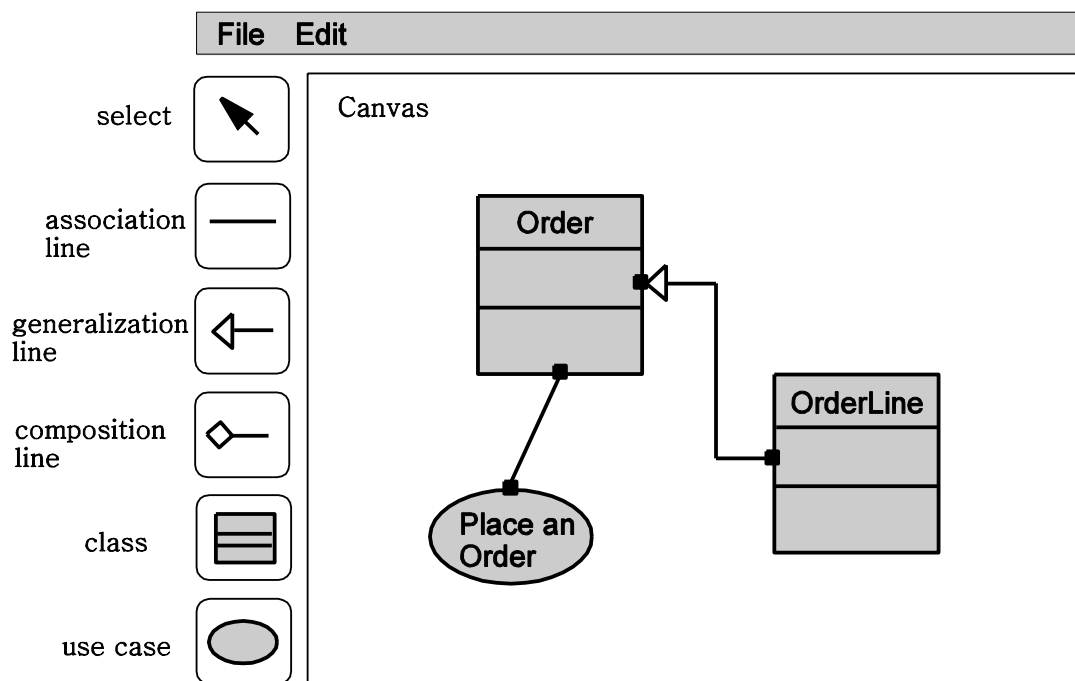 File Edit
select
Canvas
association
line
generalization
line
composition
line
class
use case
Order
OrderLine
Place an
Order